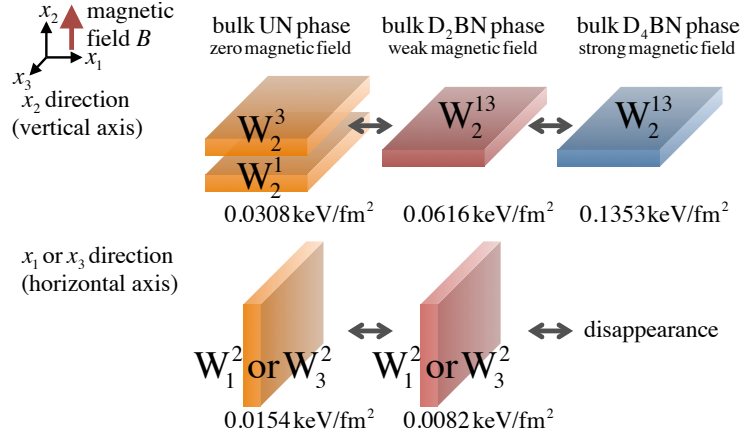 x₂ magnetic
field B
x₁
x₃
x₂ direction
(vertical axis)
bulk UN phase
zero magnetic field
bulk D₂BN phase
weak magnetic field
bulk D₄BN phase
strong magnetic field
W₂³
W₂¹
W₂¹³
W₂¹³
0.0308 keV/fm²
0.0616 keV/fm²
0.1353 keV/fm²
x₁ or x₃ direction
(horizontal axis)
W₁² or W₃²
W₁² or W₃²
disappearance
0.0154 keV/fm²
0.0082 keV/fm²